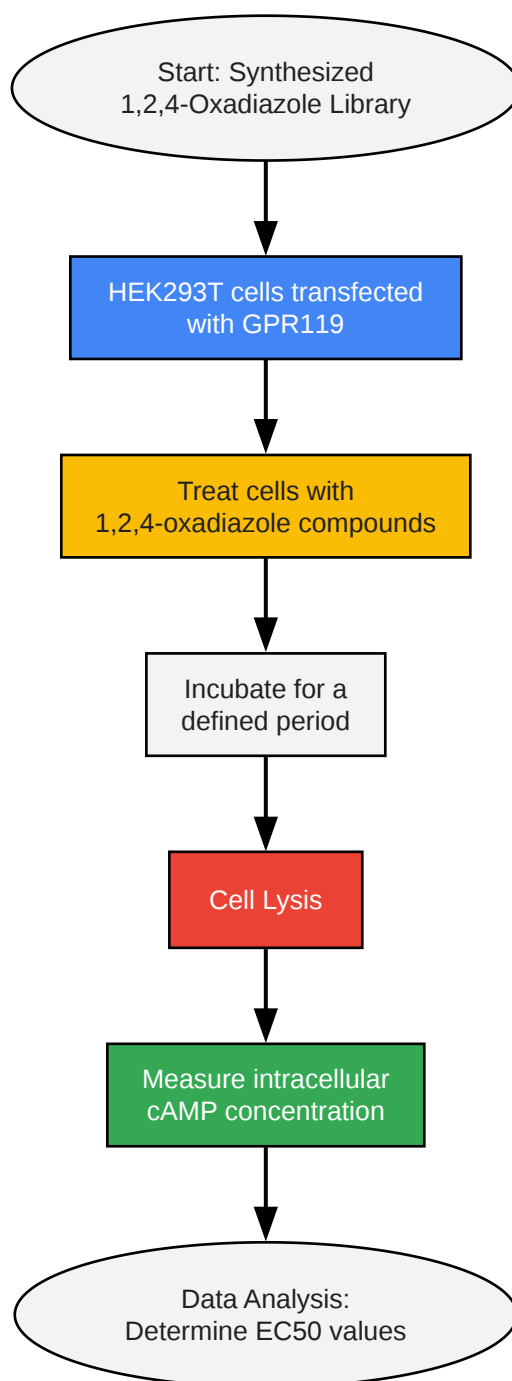 Start: Synthesized
1,2,4-Oxadiazole Library
HEK293T cells transfected
with GPR119
Treat cells with
1,2,4-oxadiazole compounds
Incubate for a
defined period
Cell Lysis
Measure intracellular
cAMP concentration
Data Analysis:
Determine EC50 values